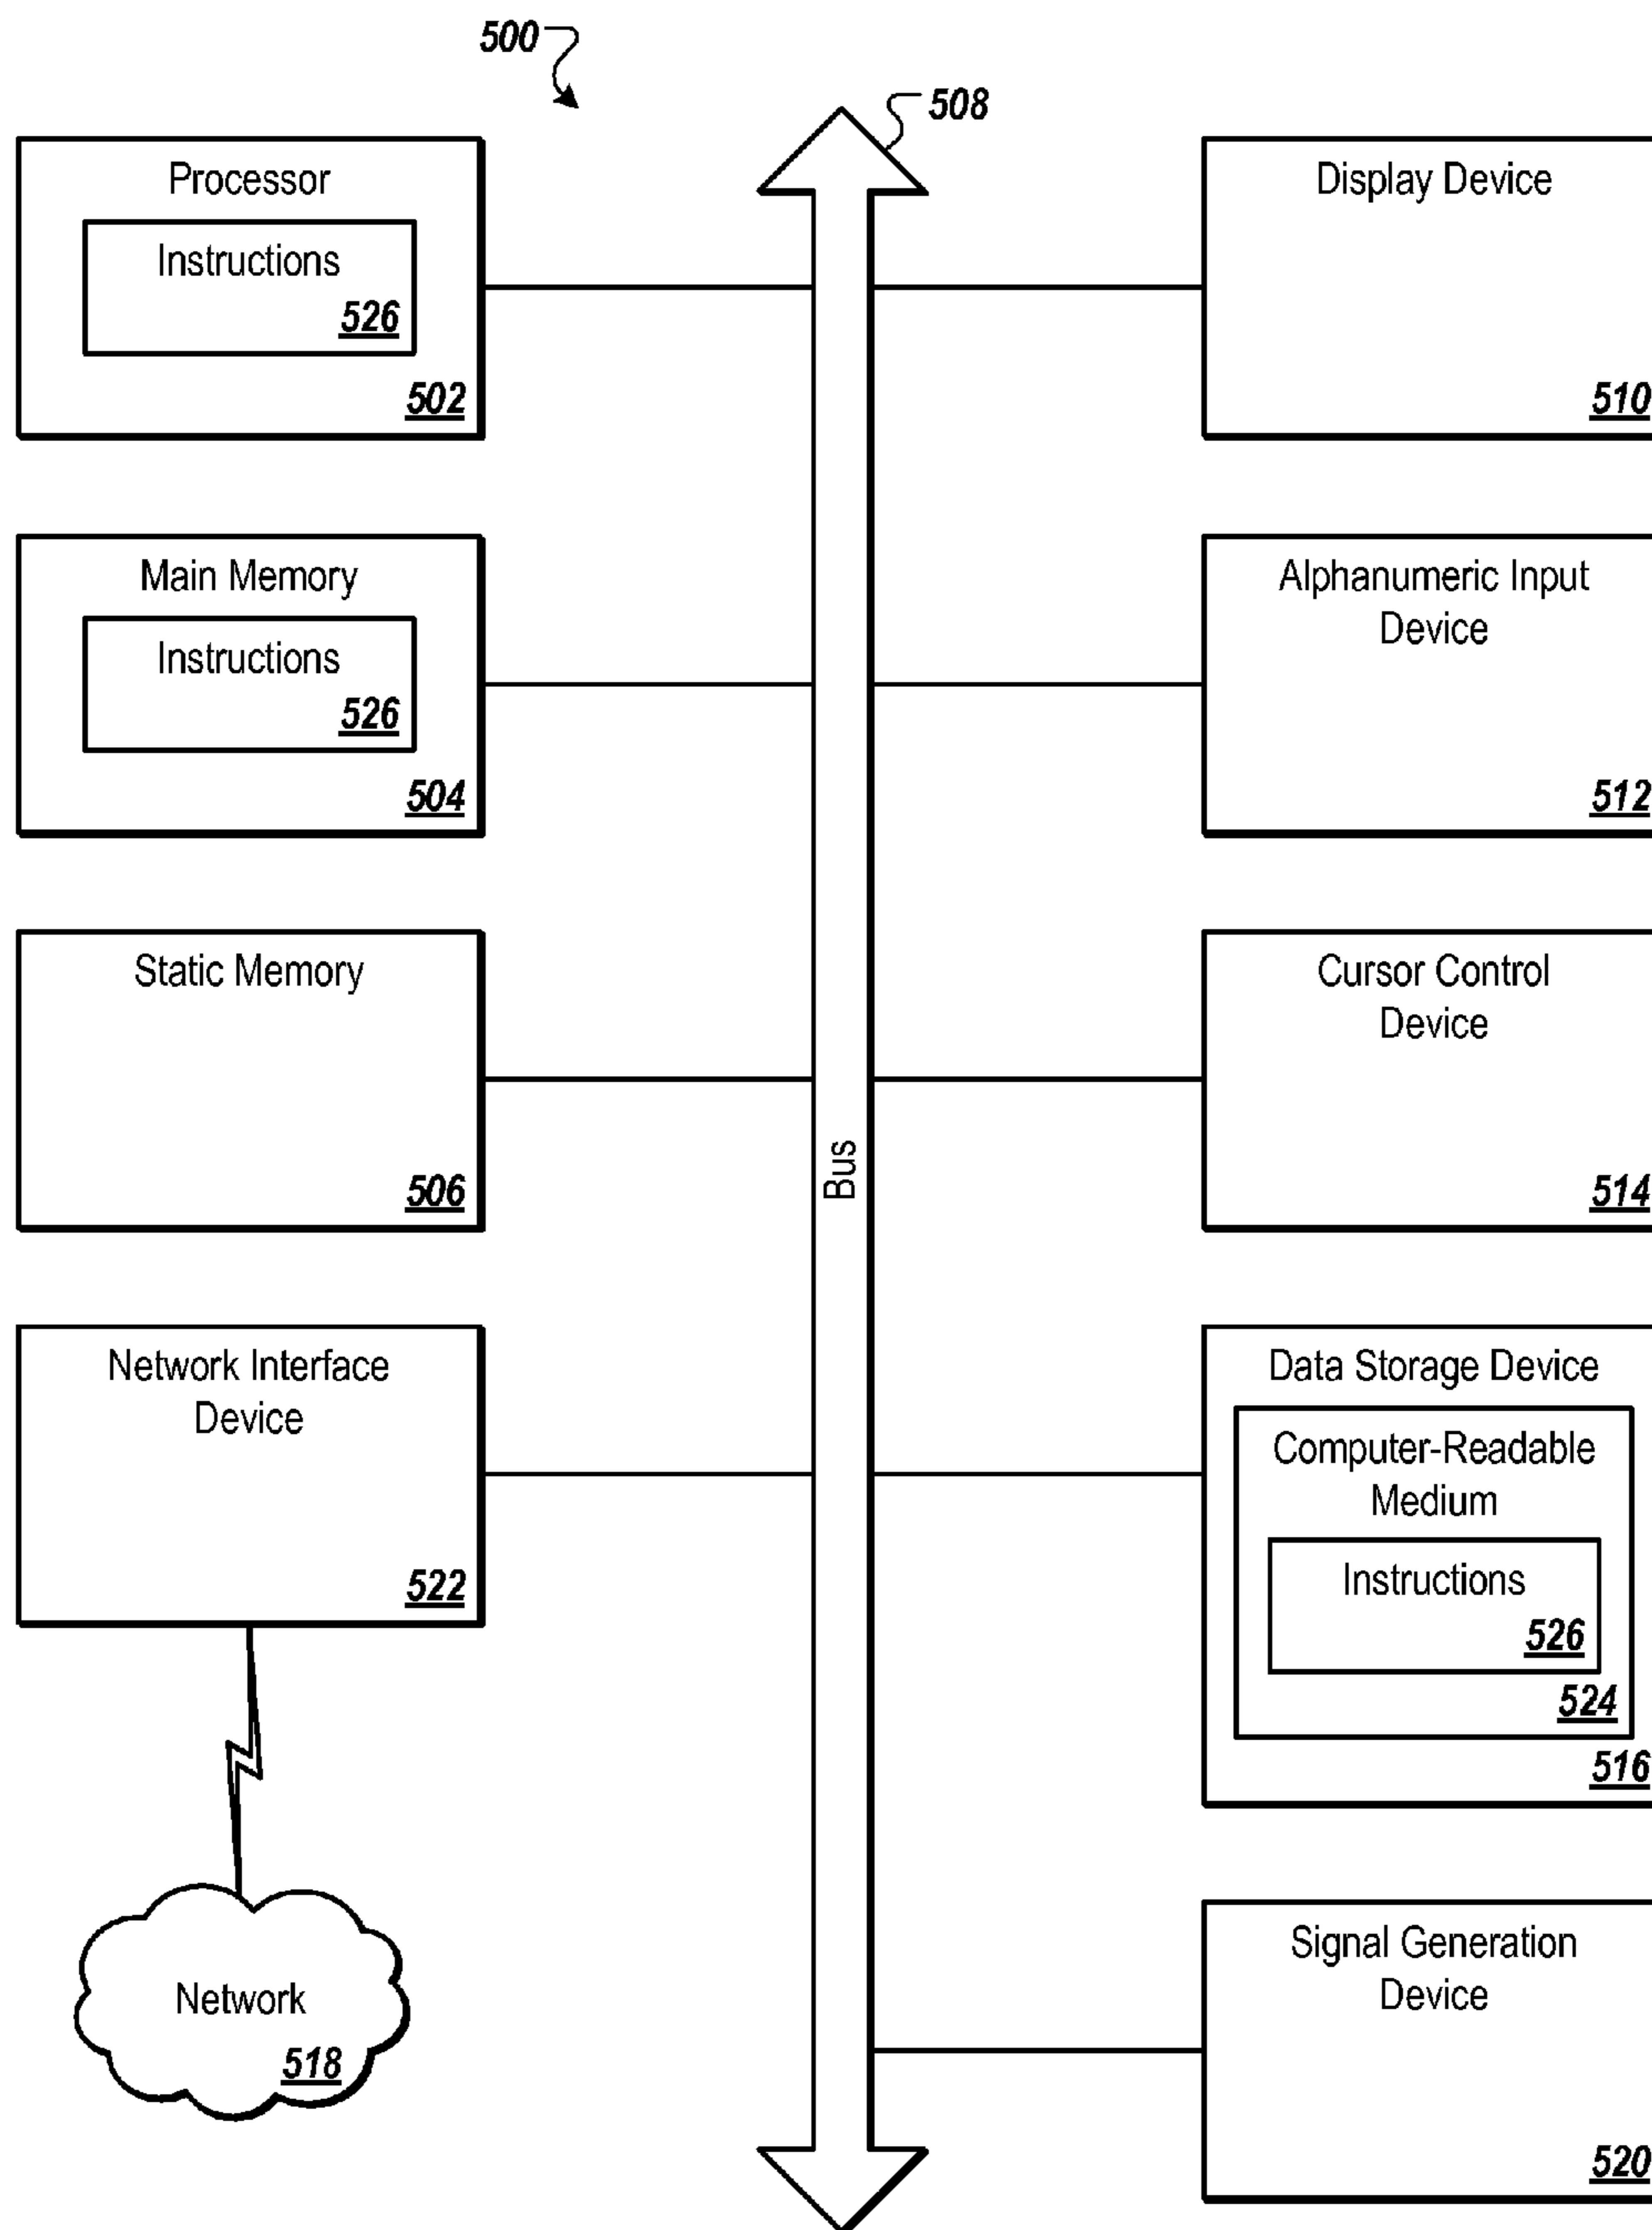 500
508
Processor
Instructions
526
502
Main Memory
Instructions
526
504
Static Memory
506
Network Interface
Device
522
Network
518
Bus
Display Device
510
Alphanumeric Input
Device
512
Cursor Control
Device
514
Data Storage Device
Computer-Readable
Medium
Instructions
526
524
516
Signal Generation
Device
520